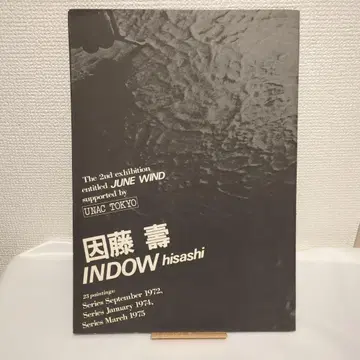 The 2nd exhibition
entitled JUNE WIND
supported by
UNAC TOKYO
因藤 壽
INDOW hisashi
23 paintings:
Series September 1972,
Series January 1974,
Series March 1975